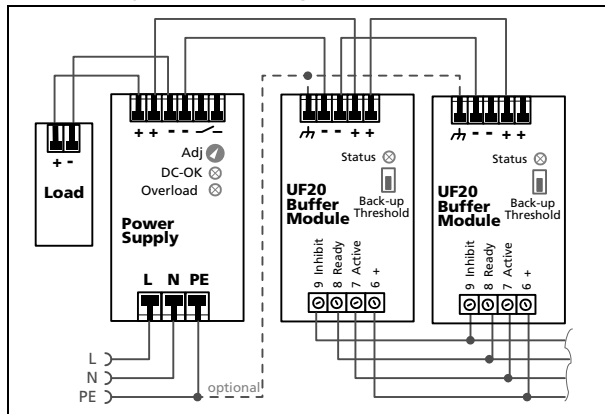 + -
Load
+ + - -
Adj
DC-OK
Overload
Power
Supply
L N PE
- - + +
Status
UF20
Buffer
Module
Back-up
Threshold
9 Inhibit
8 Ready
7 Active
6 +
- - + +
Status
UF20
Buffer
Module
Back-up
Threshold
9 Inhibit
8 Ready
7 Active
6 +
L
N
PE
optional